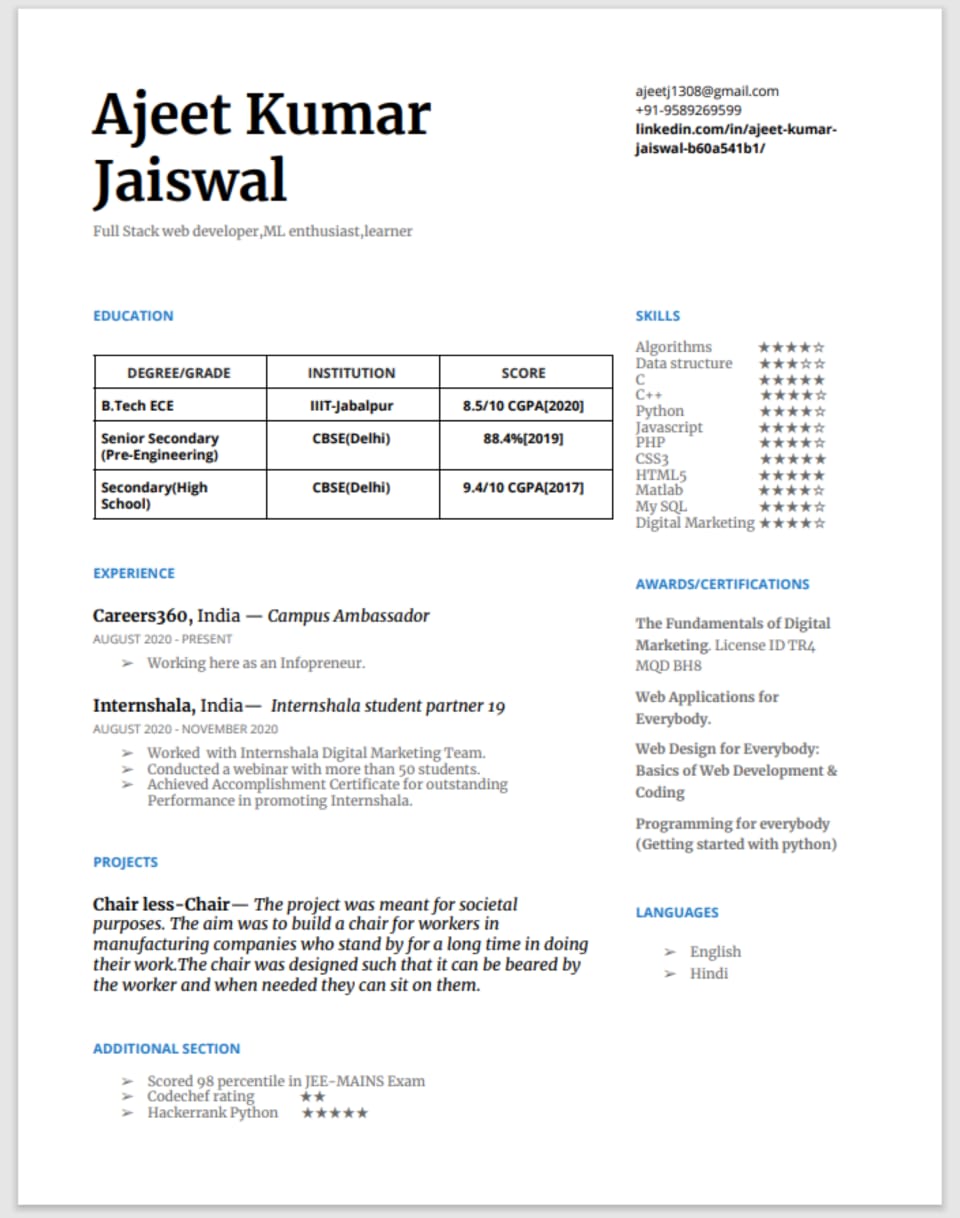 Ajeet Kumar
Jaiswal
Full Stack web developer,ML enthusiast,learner
ajeetj1308@gmail.com
+91-9589269599
linkedin.com/in/ajeet-kumar-
jaiswal-b60a541b1/
EDUCATION
DEGREE/GRADE INSTITUTION SCORE
B.Tech ECE IIIT-Jabalpur 8.5/10 CGPA[2020]
Senior Secondary CBSE(Delhi) 88.4%[2019]
(Pre-Engineering)
Secondary(High CBSE(Delhi) 9.4/10 CGPA[2017]
School)
EXPERIENCE
Careers360, India — Campus Ambassador
AUGUST 2020 - PRESENT
➢ Working here as an Infopreneur.
Internshala, India— Internshala student partner 19
AUGUST 2020 - NOVEMBER 2020
➢ Worked with Internshala Digital Marketing Team.
➢ Conducted a webinar with more than 50 students.
➢ Achieved Accomplishment Certificate for outstanding
Performance in promoting Internshala.
PROJECTS
Chair less-Chair— The project was meant for societal
purposes. The aim was to build a chair for workers in
manufacturing companies who stand by for a long time in doing
their work.The chair was designed such that it can be beared by
the worker and when needed they can sit on them.
ADDITIONAL SECTION
➢ Scored 98 percentile in JEE-MAINS Exam
➢ Codechef rating ★★
➢ Hackerrank Python ★★★★★
SKILLS
Algorithms ★★★★☆
Data structure ★★★☆☆
C ★★★★★
C++ ★★★★☆
Python ★★★★☆
Javascript ★★★★☆
PHP ★★★★☆
CSS3 ★★★★★
HTML5 ★★★★★
Matlab ★★★★☆
My SQL ★★★★☆
Digital Marketing ★★★★☆
AWARDS/CERTIFICATIONS
The Fundamentals of Digital
Marketing. License ID TR4
MQD BH8
Web Applications for
Everybody.
Web Design for Everybody:
Basics of Web Development &
Coding
Programming for everybody
(Getting started with python)
LANGUAGES
➢ English
➢ Hindi